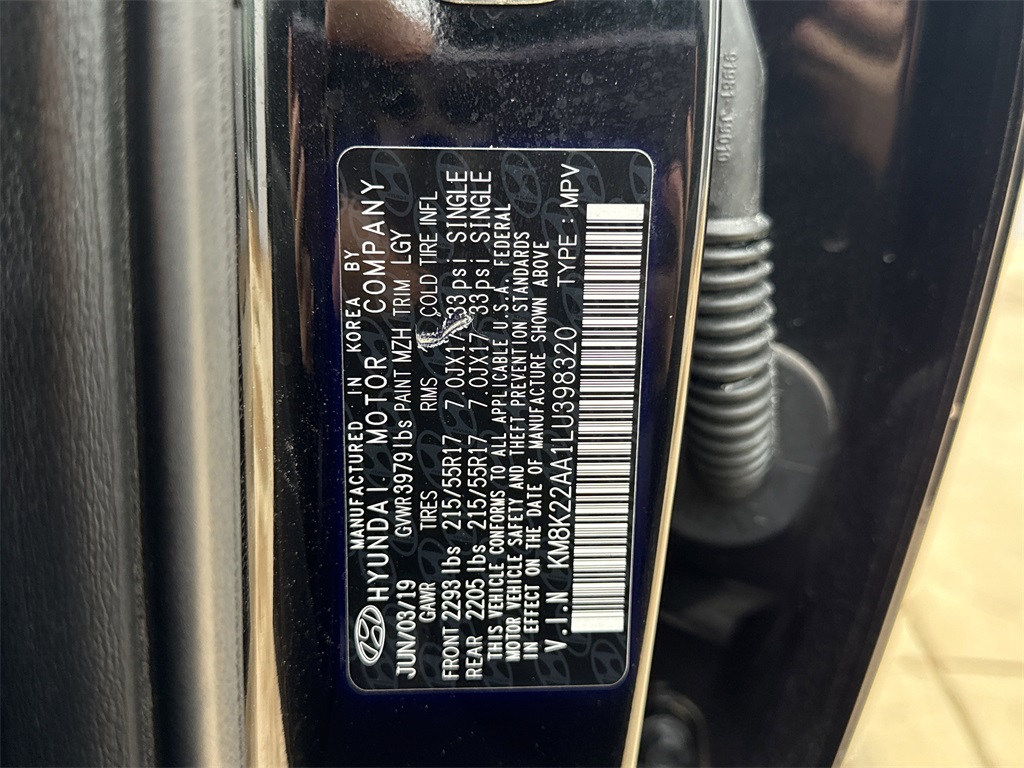 MANUFACTURED IN KOREA BY
HYUNDAI MOTOR COMPANY
JUN/03/19 GVWR3979lbs PAINT MZH TRIM LGY
GAWR TIRES RIMS COLD TIRE INFL
FRONT 2293 lbs 215/55R17 7.0JX17 33psi SINGLE
REAR 2205 lbs 215/55R17 7.0JX17 33psi SINGLE
THIS VEHICLE CONFORMS TO ALL APPLICABLE U.S.A. FEDERAL
MOTOR VEHICLE SAFETY AND THEFT PREVENTION STANDARDS
IN EFFECT ON THE DATE OF MANUFACTURE SHOWN ABOVE
V.I.N KM8K22AA1LU398320 TYPE : MPV